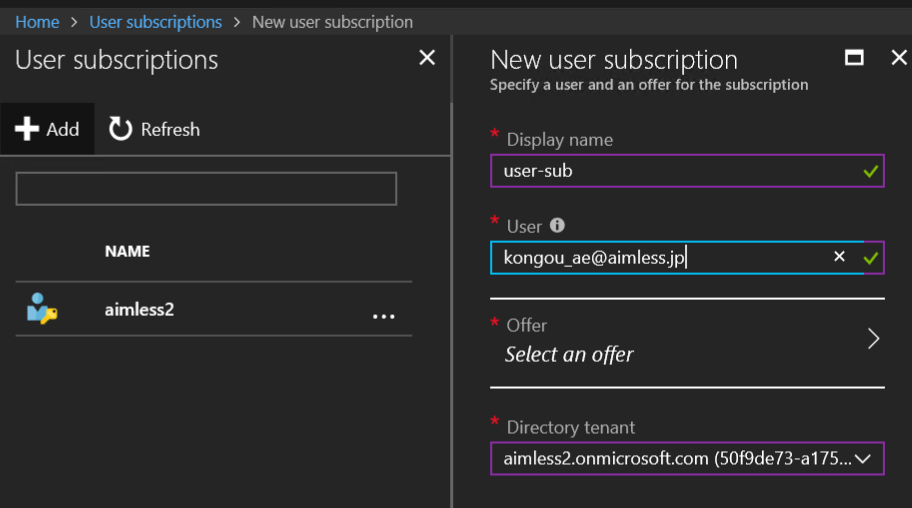 Home > User subscriptions > New user subscription
User subscriptions
Add Refresh
NAME
aimless2 ...
New user subscription
Specify a user and an offer for the subscription
* Display name
user-sub
* User
kongou_ae@aimless.jp
* Offer
Select an offer
* Directory tenant
aimless2.onmicrosoft.com (50f9de73-a175...